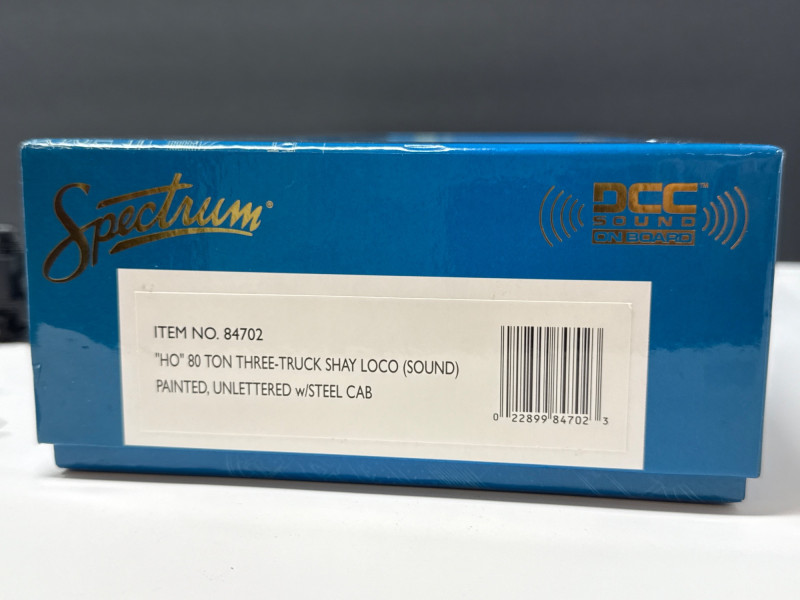 Spectrum®
DCC™
SOUND
ON BOARD
ITEM NO. 84702
"HO" 80 TON THREE-TRUCK SHAY LOCO (SOUND)
PAINTED, UNLETTERED w/STEEL CAB
0 22899 84702 3